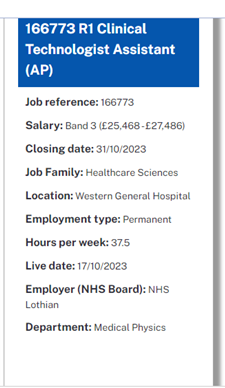 166773 R1 Clinical
Technologist Assistant
(AP)
Job reference: 166773
Salary: Band 3 (£25,468 - £27,486)
Closing date: 31/10/2023
Job Family: Healthcare Sciences
Location: Western General Hospital
Employment type: Permanent
Hours per week: 37.5
Live date: 17/10/2023
Employer (NHS Board): NHS
Lothian
Department: Medical Physics